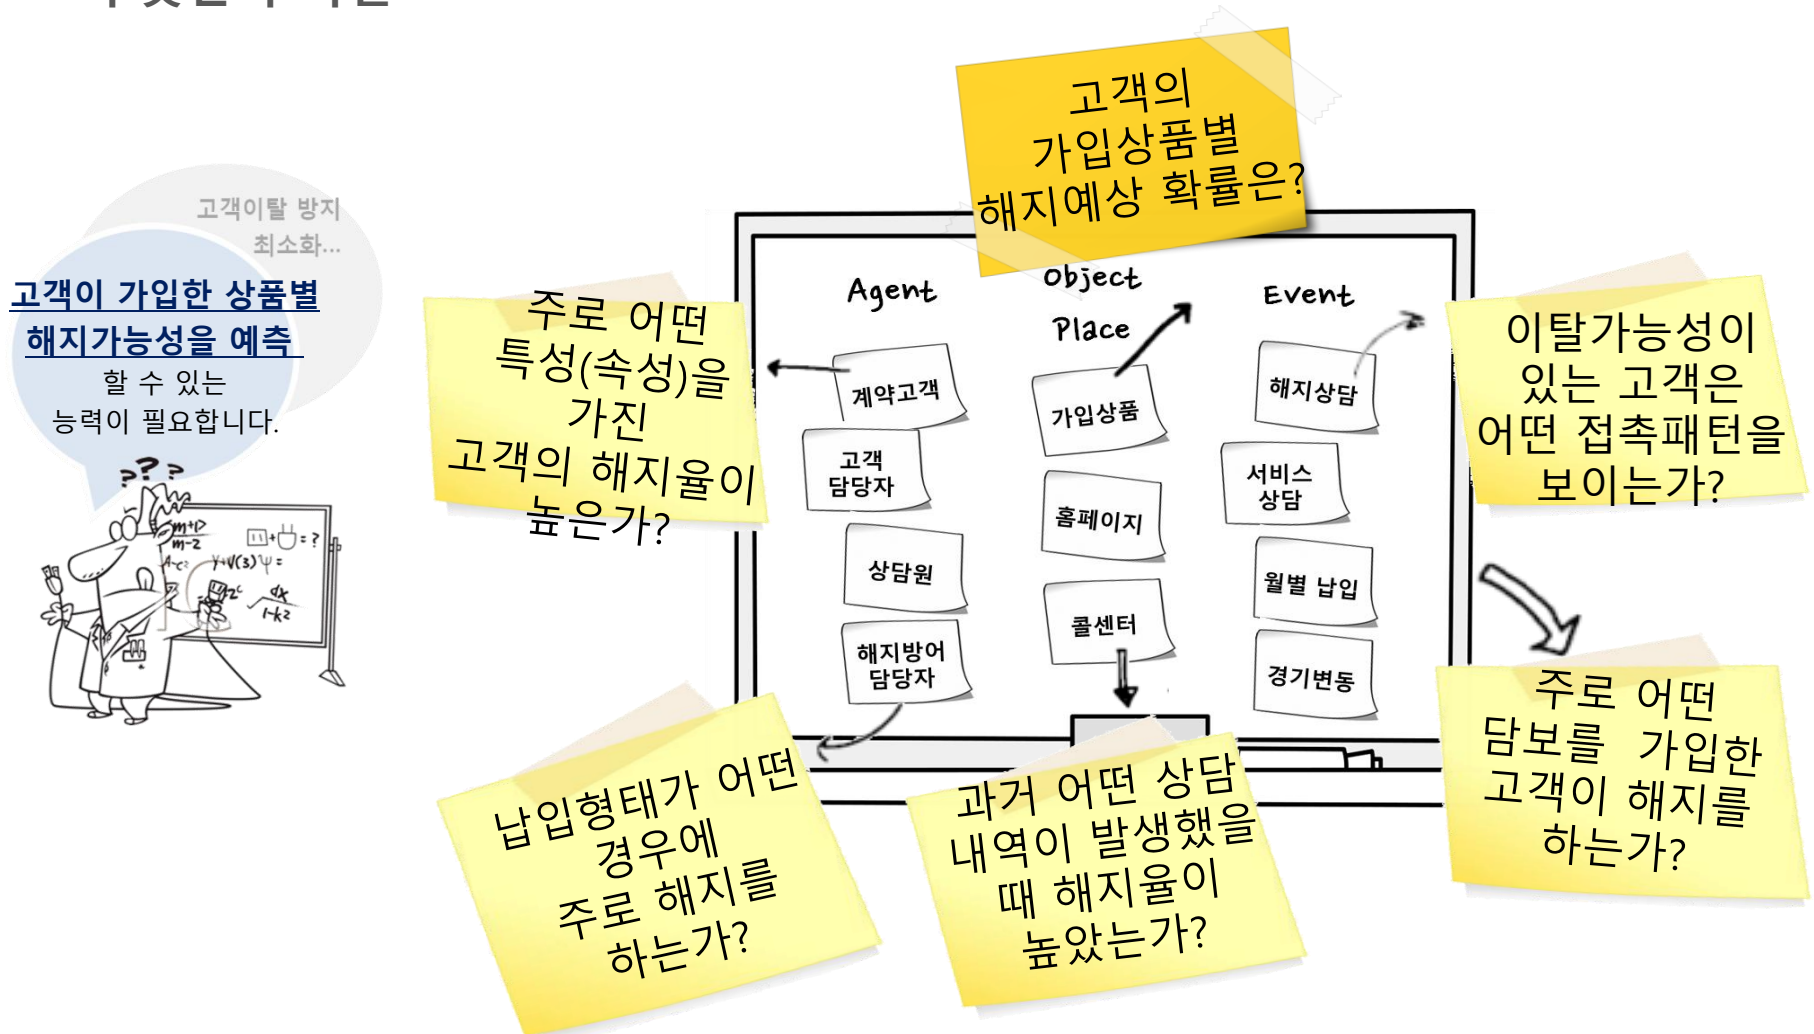 고객이탈 방지
최소화...
고객이 가입한 상품별
해지가능성을 예측
할 수 있는
능력이 필요합니다.
???
m+1>
m-2
+ = ?
Y+V(3)Ψ=
dx
1-k2
고객의
가입상품별
해지예상 확률은?
주로 어떤
특성(속성)을
가진
고객의 해지율이
높은가?
Agent
계약고객
고객
담당자
상담원
해지방어
담당자
Object
Place
가입상품
홈페이지
콜센터
Event
해지상담
서비스
상담
월별 납입
경기변동
이탈가능성이
있는 고객은
어떤 접촉패턴을
보이는가?
납입형태가 어떤
경우에
주로 해지를
하는가?
과거 어떤 상담
내역이 발생했을
때 해지율이
높았는가?
주로 어떤
담보를 가입한
고객이 해지를
하는가?